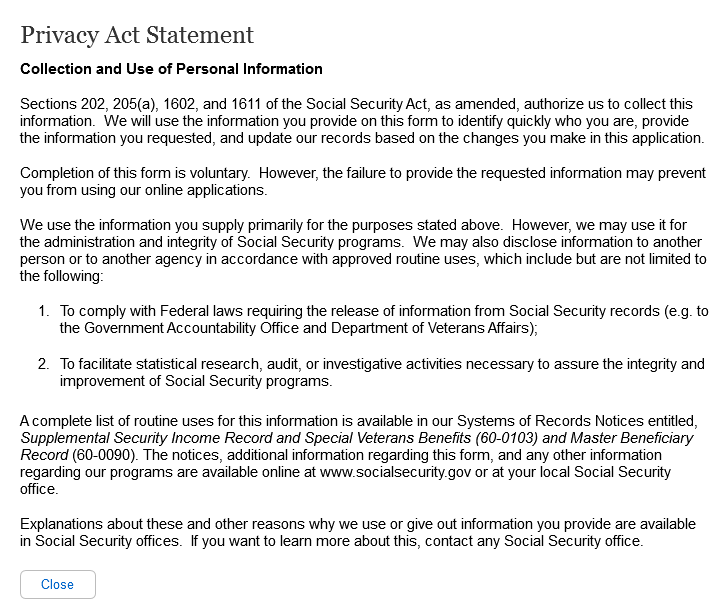 Privacy Act Statement
Collection and Use of Personal Information
Sections 202, 205(a), 1602, and 1611 of the Social Security Act, as amended, authorize us to collect this
information.  We will use the information you provide on this form to identify quickly who you are, provide
the information you requested, and update our records based on the changes you make in this application.
Completion of this form is voluntary.  However, the failure to provide the requested information may prevent
you from using our online applications.
We use the information you supply primarily for the purposes stated above.  However, we may use it for
the administration and integrity of Social Security programs.  We may also disclose information to another
person or to another agency in accordance with approved routine uses, which include but are not limited to
the following:
1. To comply with Federal laws requiring the release of information from Social Security records (e.g. to
the Government Accountability Office and Department of Veterans Affairs);
2. To facilitate statistical research, audit, or investigative activities necessary to assure the integrity and
improvement of Social Security programs.
A complete list of routine uses for this information is available in our Systems of Records Notices entitled,
Supplemental Security Income Record and Special Veterans Benefits (60-0103) and Master Beneficiary
Record (60-0090). The notices, additional information regarding this form, and any other information
regarding our programs are available online at www.socialsecurity.gov or at your local Social Security
office.
Explanations about these and other reasons why we use or give out information you provide are available
in Social Security offices.  If you want to learn more about this, contact any Social Security office.
Close